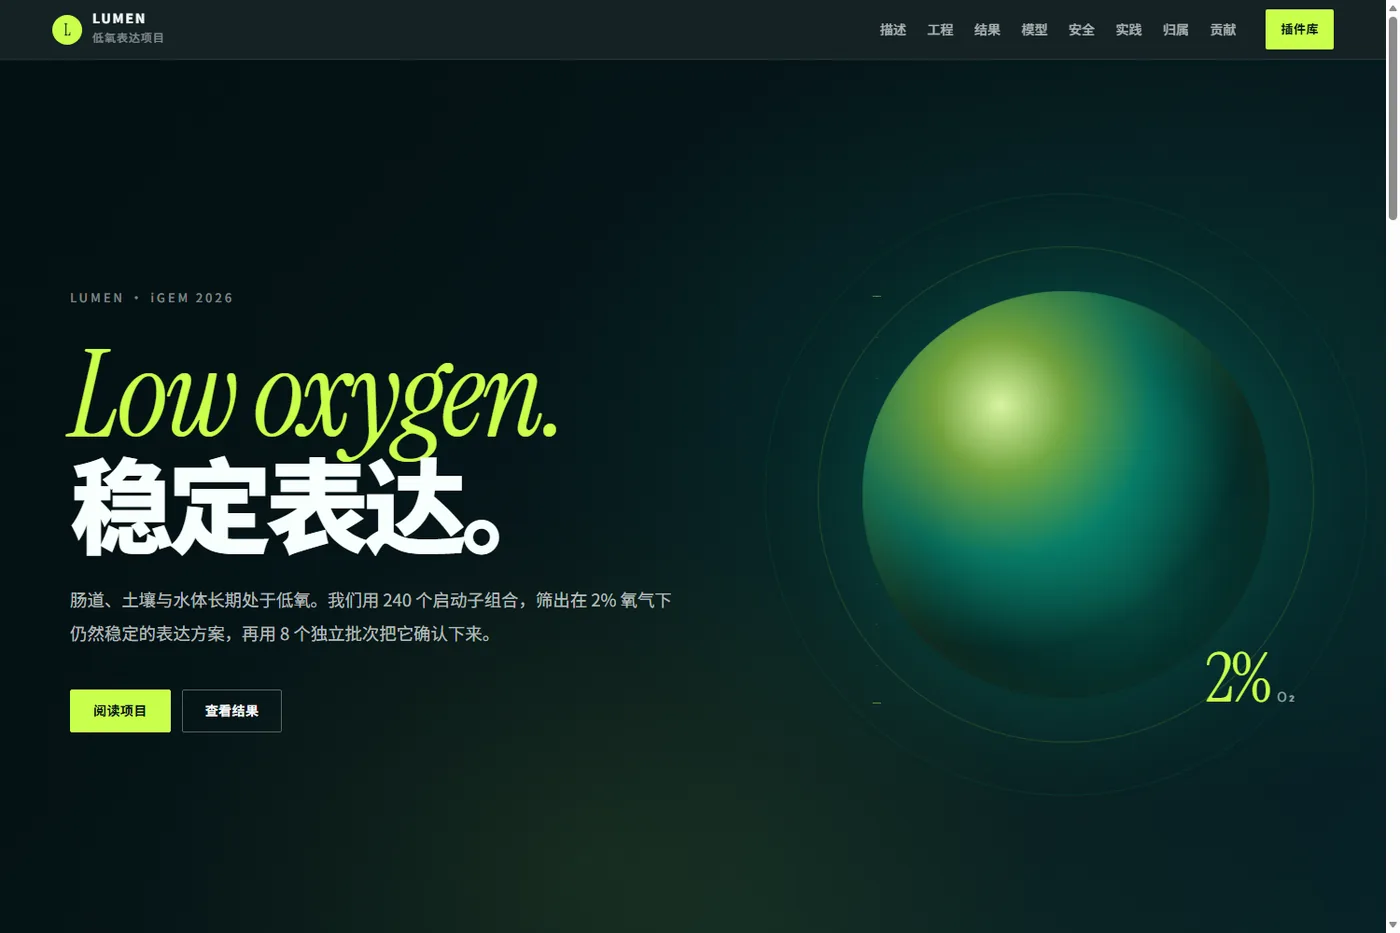 L
LUMEN
低氧表达项目
描述 工程 结果 模型 安全 实践 归属 贡献 插件库
LUMEN • iGEM 2026
Low oxygen.
稳定表达。
肠道、土壤与水体长期处于低氧。我们用 240 个启动子组合，筛出在 2% 氧气下
仍然稳定的表达方案，再用 8 个独立批次把它确认下来。
阅读项目 查看结果
2% O₂